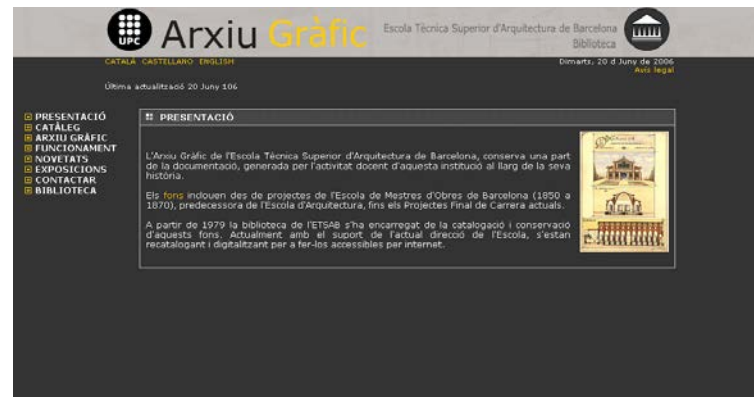 UPC
Arxiu Gràfic
Escola Tècnica Superior d'Arquitectura de Barcelona
Biblioteca
CATALÀ CASTELLANO ENGLISH
Dimarts, 20 d Juny de 2006
Avis legal
Última actualització 20 Juny 106
PRESENTACIÓ
CATÀLEG
ARXIU GRÀFIC
FUNCIONAMENT
NOVETATS
EXPOSICIONS
CONTACTAR
BIBLIOTECA
PRESENTACIÓ
L'Arxiu Gràfic de l'Escola Tècnica Superior d'Arquitectura de Barcelona, conserva una part
de la documentació, generada per l'activitat docent d'aquesta institució al llarg de la seva
història.
Els fons inclouen des de projectes de l'Escola de Mestres d'Obres de Barcelona (1850 a
1870), predecessora de l'Escola d'Arquitectura, fins els Projectes Final de Carrera actuals.
A partir de 1979 la biblioteca de l'ETSAB s'ha encarregat de la catalogació i conservació
d'aquests fons. Actualment amb el suport de l'actual direcció de l'Escola, s'estan
recatalogant i digitalitzant per a fer-los accessibles per internet.